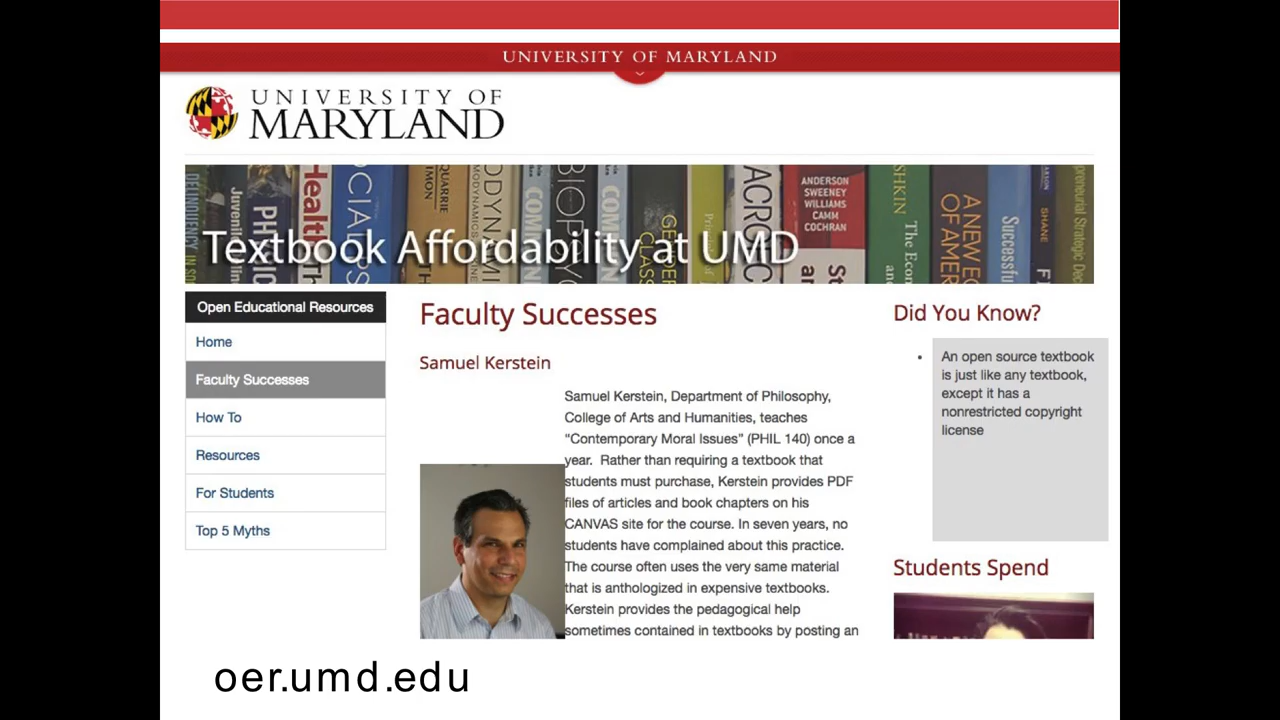 UNIVERSITY OF MARYLAND
UNIVERSITY OF
MARYLAND
Textbook Affordability at UMD
ANDERSON
SWEENEY
WILLIAMS
CAMM
COCHRAN
Open Educational Resources
Home
Faculty Successes
How To
Resources
For Students
Top 5 Myths
Faculty Successes
Samuel Kerstein
Samuel Kerstein, Department of Philosophy,
College of Arts and Humanities, teaches
“Contemporary Moral Issues” (PHIL 140) once a
year.  Rather than requiring a textbook that
students must purchase, Kerstein provides PDF
files of articles and book chapters on his
CANVAS site for the course. In seven years, no
students have complained about this practice.
The course often uses the very same material
that is anthologized in expensive textbooks.
Kerstein provides the pedagogical help
sometimes contained in textbooks by posting an
Did You Know?
• An open source textbook
is just like any textbook,
except it has a
nonrestricted copyright
license
Students Spend
oer.umd.edu